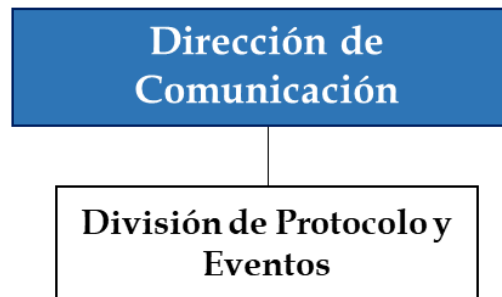 Dirección de
Comunicación
División de Protocolo y
Eventos